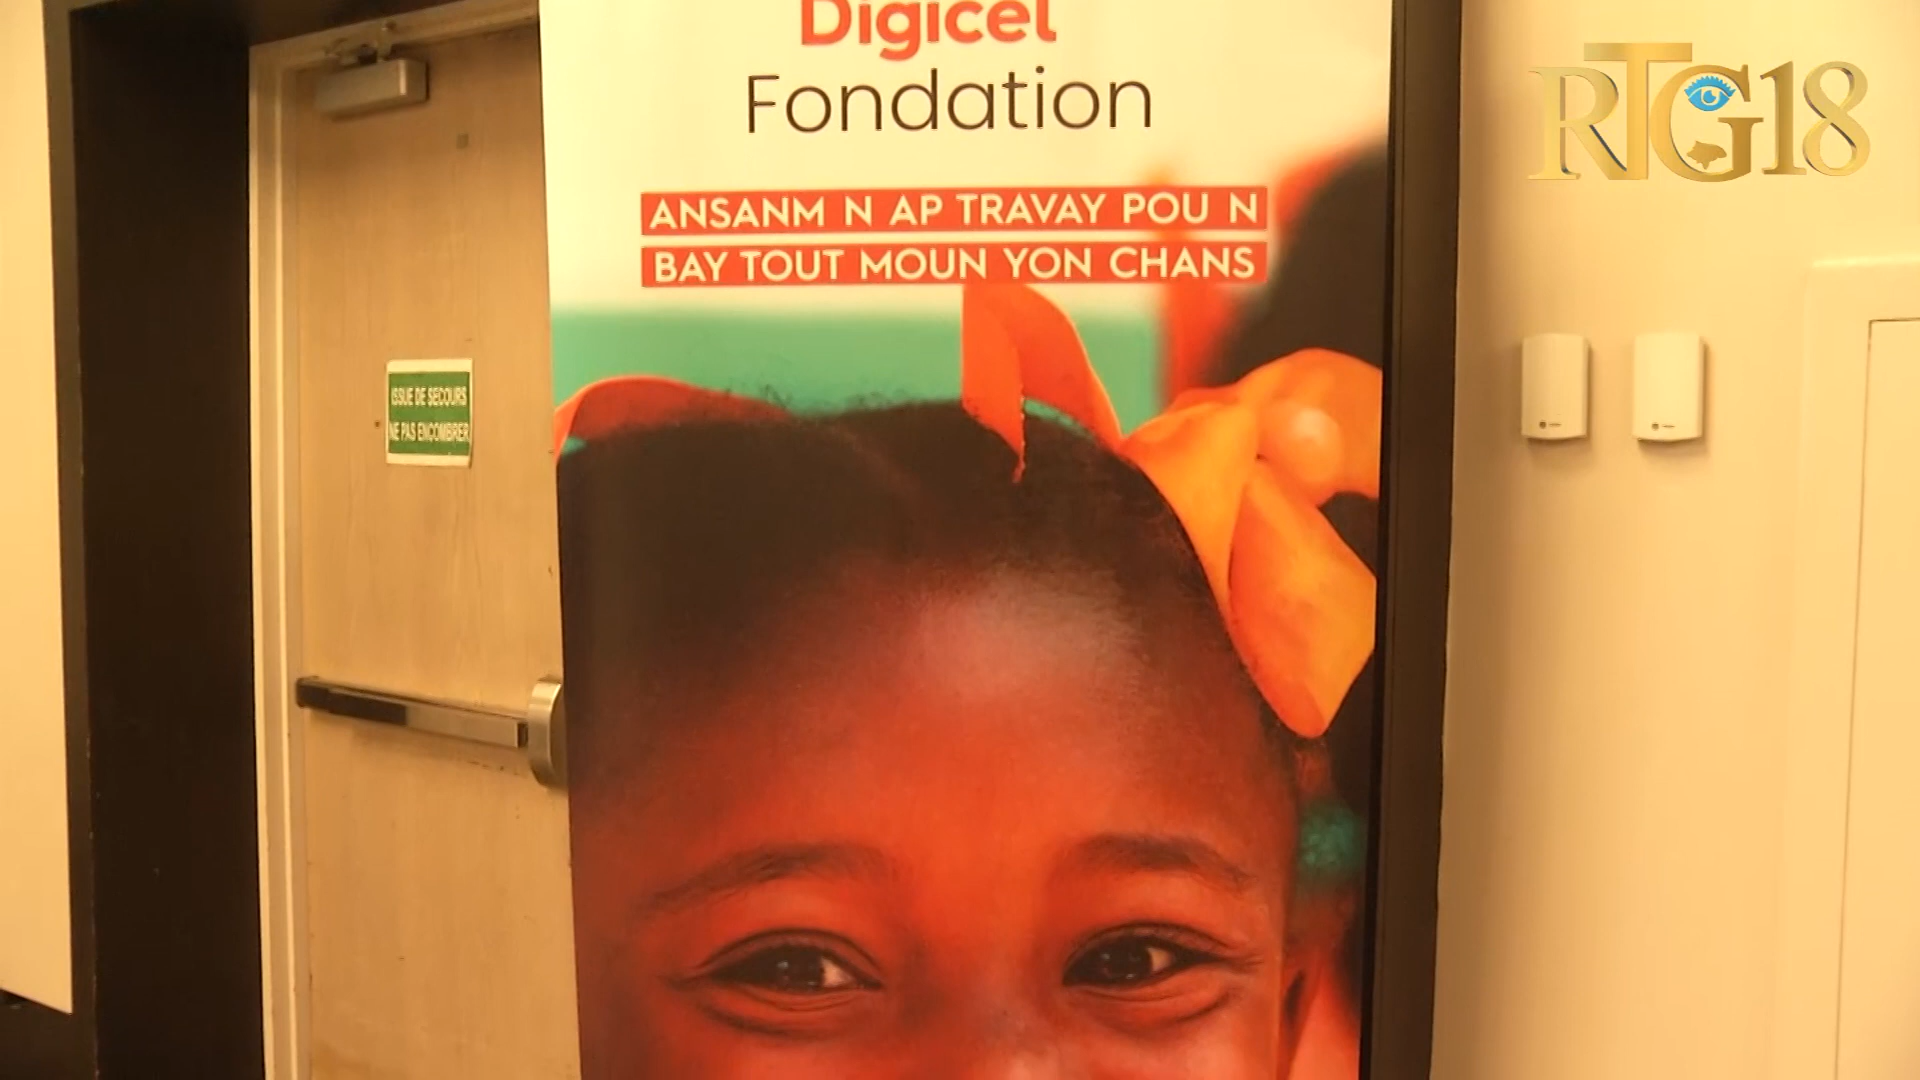 Digicel
Fondation
RTG18
ANSANM N AP TRAVAY POU N
BAY TOUT MOUN YON CHANS
ISSUE DE SECOURS
NE PAS ENCOMBRER